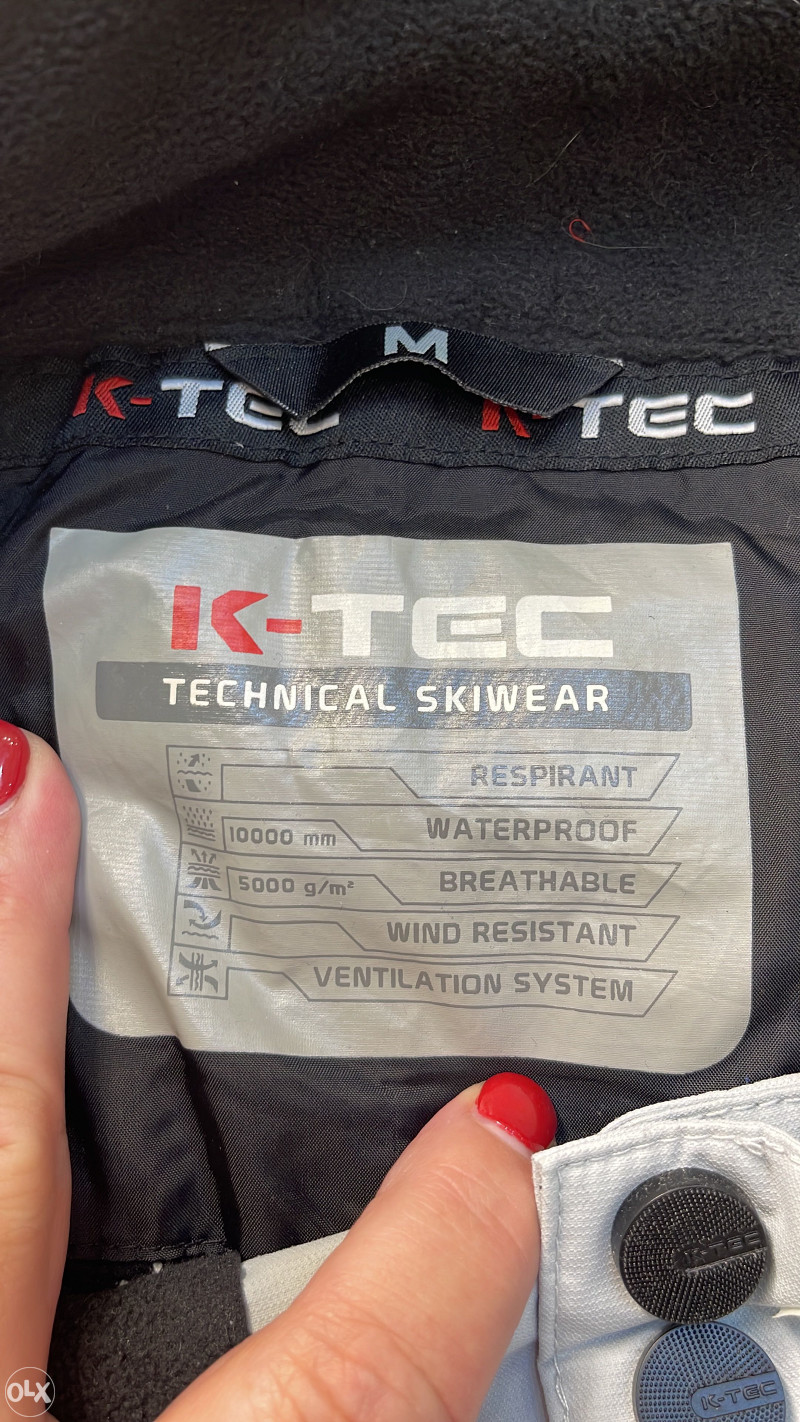 M
K-TEC K-TEC
K-TEC
TECHNICAL SKIWEAR
RESPIRANT
10000 mm WATERPROOF
5000 g/m² BREATHABLE
WIND RESISTANT
VENTILATION SYSTEM
K-TEC
K-TEC
OLX